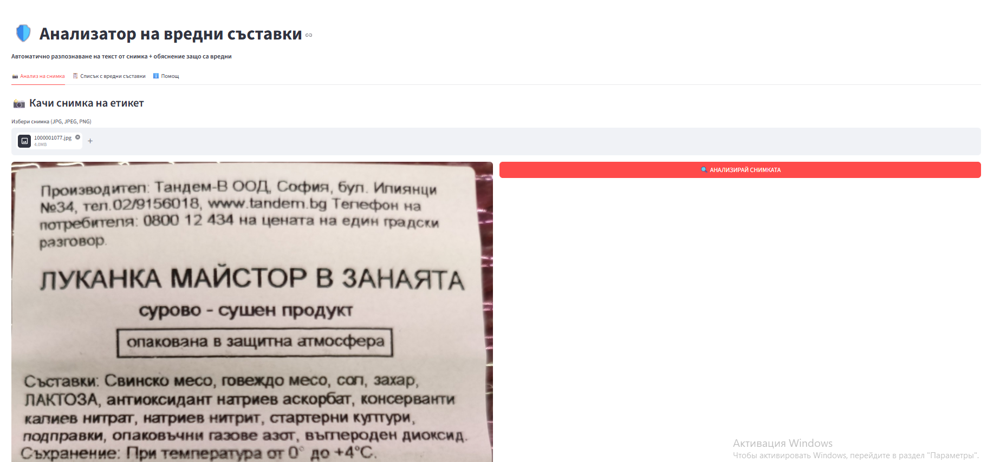 Анализатор на вредни съставки
Автоматично разпознаване на текст от снимка + обяснение защо са вредни
Анализ на снимка Списък с вредни съставки Помощ
Качи снимка на етикет
Избери снимка (JPG, JPEG, PNG)
1000001077.jpg
4.0MB
АНАЛИЗИРАЙ СНИМКАТА
Производител: Тандем-В ООД, София, бул. Илиянци
№34, тел.02/9156018, www.tandem.bg Телефон на
потребителя: 0800 12 434 на цената на един градски
разговор.
ЛУКАНКА МАЙСТОР В ЗАНАЯТА
сурово - сушен продукт
опакована в защитна атмосфера
Съставки: Свинско месо, говеждо месо, сол, захар,
ЛАКТОЗА, антиоксидант натриев аскорбат, консерванти
калиев нитрат, натриев нитрит, стартерни култури,
подправки, опаковъчни газове азот, въглероден диоксид.
Съхранение: При температура от 0° до +4°C.
Активация Windows
Чтобы активировать Windows, перейдите в раздел "Параметры".